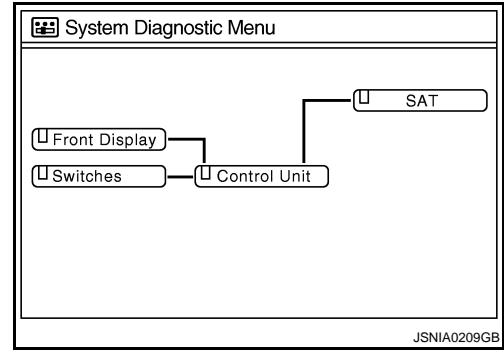 System Diagnostic Menu
SAT
Front Display
Switches
Control Unit
JSNIA0209GB